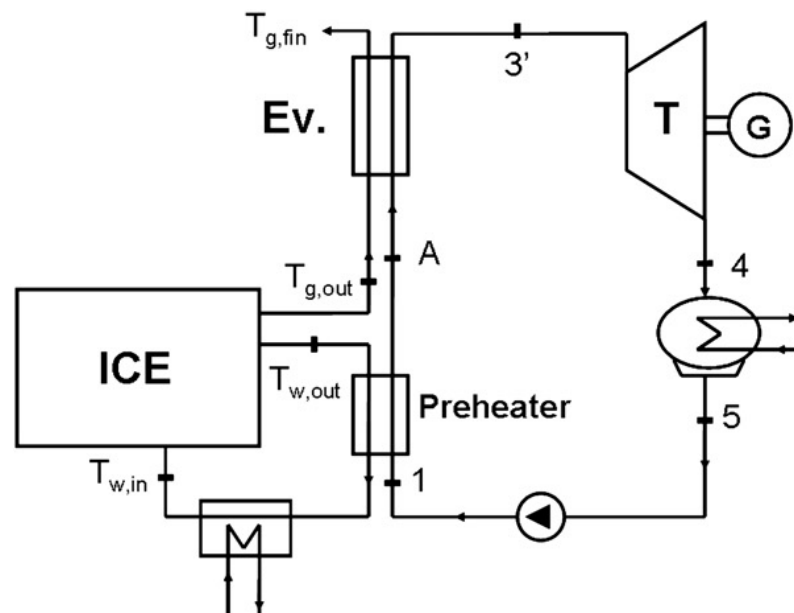 T_g,fin
3'
Ev.
T
G
A
4
T_g,out
ICE
T_w,out
Preheater
5
T_w,in
1